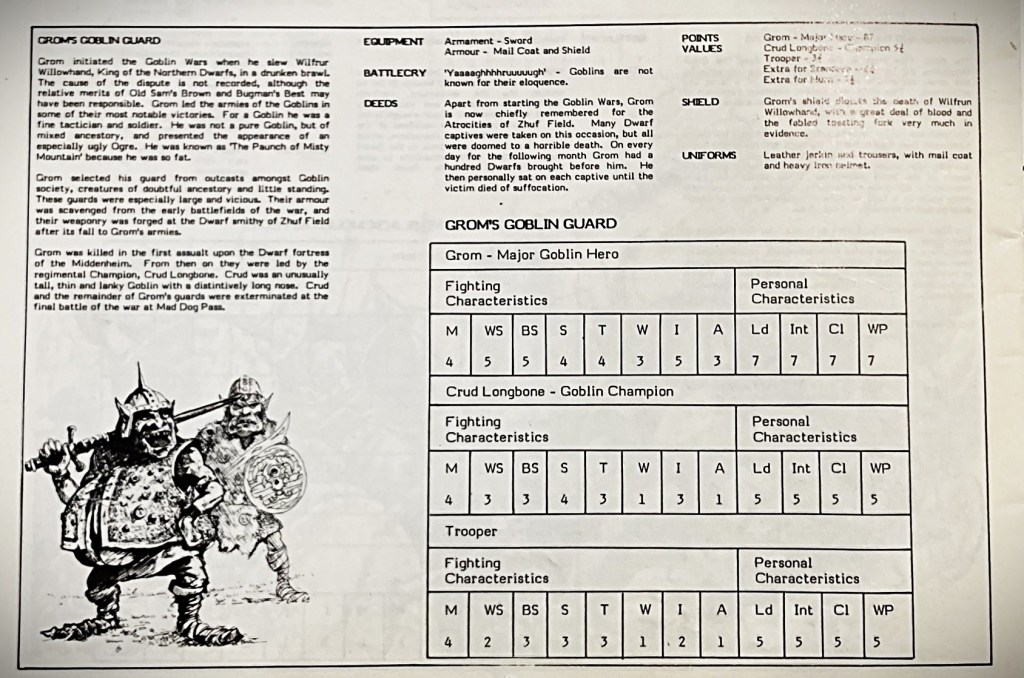 GROM'S GOBLIN GUARD
Grom initiated the Goblin Wars when he slew Wilfrur
Willowhand, King of the Northern Dwarfs, in a drunken brawl.
The cause of the dispute is not recorded, although the
relative merits of Old Sam's Brown and Bugman's Best may
have been responsible. Grom led the armies of the Goblins in
some of their most notable victories. For a Goblin he was a
fine tactician and soldier. He was not a pure Goblin, but of
mixed ancestory, and presented the appearance of an
especially ugly Ogre. He was known as 'The Paunch of Misty
Mountain' because he was so fat.
Grom selected his guard from outcasts amongst Goblin
society, creatures of doubtful ancestory and little standing.
These guards were especially large and vicious. Their armour
was scavenged from the early battlefields of the war, and
their weaponry was forged at the Dwarf smithy of Zhuf Field
after its fall to Grom's armies.
Grom was killed in the first assualt upon the Dwarf fortress
of the Middenheim. From then on they were led by the
regimental Champion, Crud Longbone. Crud was an unusually
tall, thin and lanky Goblin with a distintively long nose. Crud
and the remainder of Grom's guards were exterminated at the
final battle of the war at Mad Dog Pass.
EQUIPMENT Armament - Sword
Armour - Mail Coat and Shield
BATTLECRY 'Yaaaaghhhhruuuuugh' - Goblins are not
known for their eloquence.
DEEDS Apart from starting the Goblin Wars, Grom
is now chiefly remembered for the
Atrocities of Zhuf Field. Many Dwarf
captives were taken on this occasion, but all
were doomed to a horrible death. On every
day for the following month Grom had a
hundred Dwarfs brought before him. He
then personally sat on each captive until the
victim died of suffocation.
POINTS Grom - Major
VALUES Crud Longbone - Champion
Trooper -
Extra for
Extra for
SHIELD Grom's shield the death of Wilfrun
Willowhand, with a great deal of blood and
the fabled toasting fork very much in
evidence.
UNIFORMS Leather jerkin and trousers, with mail coat
and heavy iron helmet.
GROM'S GOBLIN GUARD
Grom - Major Goblin Hero
Fighting Personal
Characteristics Characteristics
M WS BS S T W I A Ld Int Cl WP
4 5 5 4 4 3 5 3 7 7 7 7
Crud Longbone - Goblin Champion
Fighting Personal
Characteristics Characteristics
M WS BS S T W I A Ld Int Cl WP
4 3 3 4 3 1 3 1 5 5 5 5
Trooper
Fighting Personal
Characteristics Characteristics
M WS BS S T W I A Ld Int Cl WP
4 2 3 3 3 1 2 1 5 5 5 5